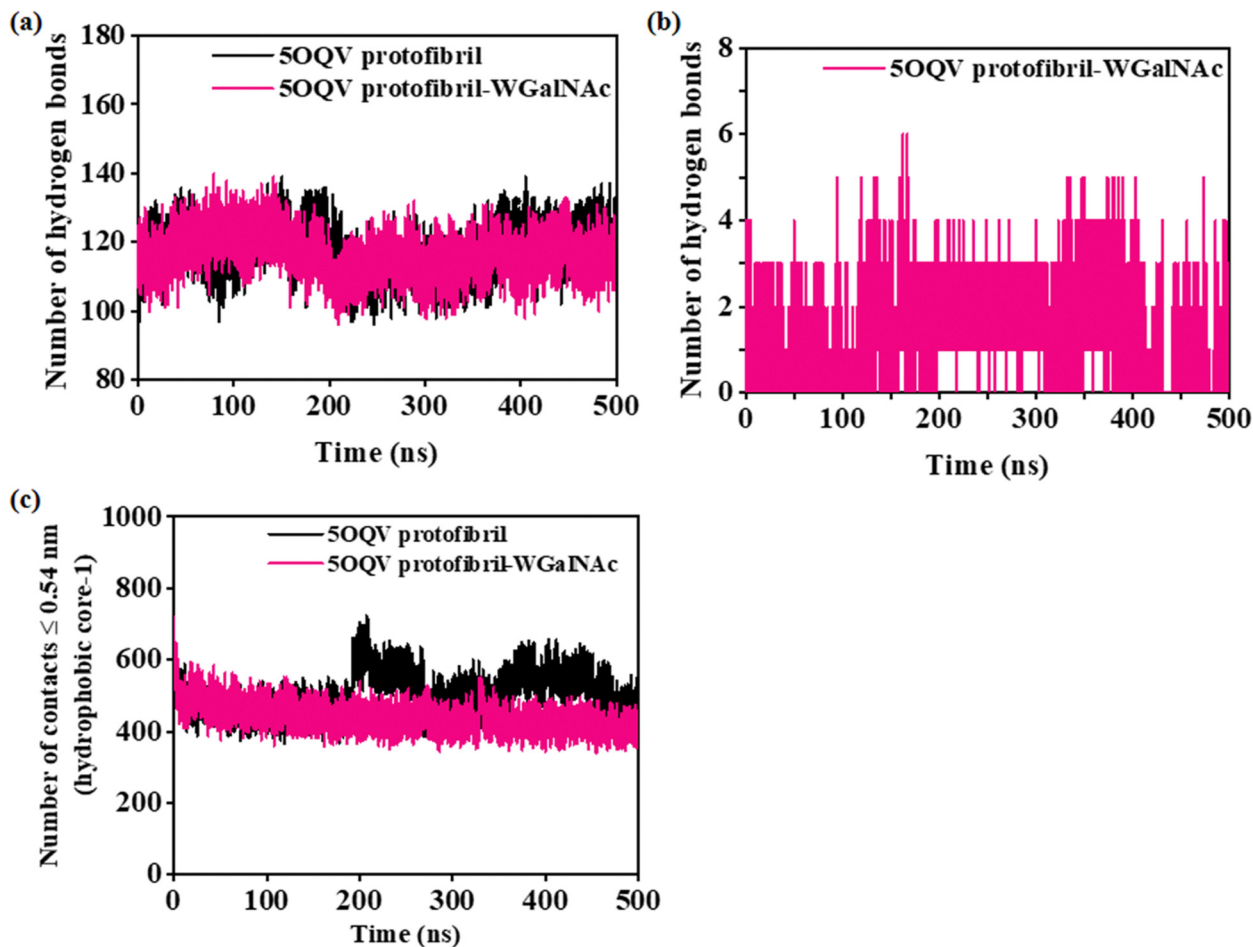 (a)
180
160
140
120
100
80
Number of hydrogen bonds
5OQV protofibril
5OQV protofibril-WGalNAc
0 100 200 300 400 500
Time (ns)
(b)
8
6
4
2
0
Number of hydrogen bonds
5OQV protofibril-WGalNAc
0 100 200 300 400 500
Time (ns)
(c)
1000
800
600
400
200
0
Number of contacts ≤ 0.54 nm
(hydrophobic core-1)
5OQV protofibril
5OQV protofibril-WGalNAc
0 100 200 300 400 500
Time (ns)